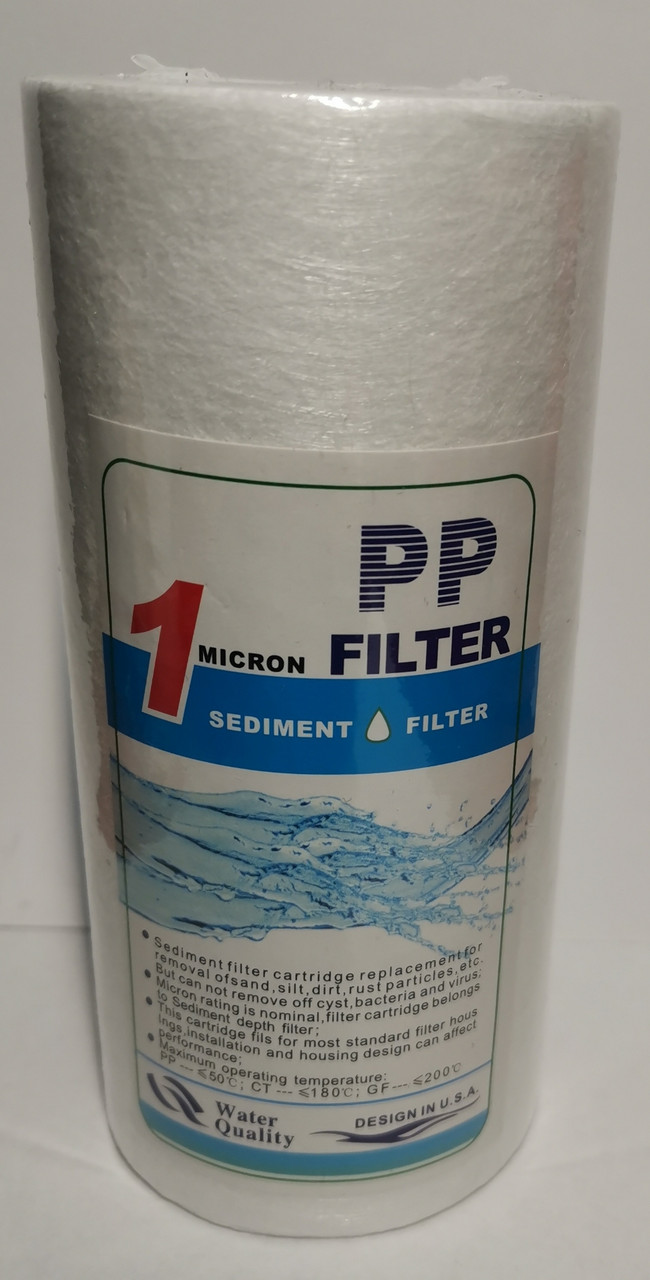 PP
1 MICRON FILTER
SEDIMENT FILTER
• Sediment filter cartridge replacement for
removal ofsand, silt, dirt, rust particles, etc.
• But can not remove off cyst, bacteria and virus;
Micron rating is nominal, filter cartridge belongs
to Sediment depth filter;
• This cartridge fils for most standard filter hous
ings, installation and housing design can affect
performance;
• Maximum operating temperature:
PP --- ≤50℃; CT --- ≤180℃; GF --- ≤200℃
Water
Quality
DESIGN IN U.S.A.